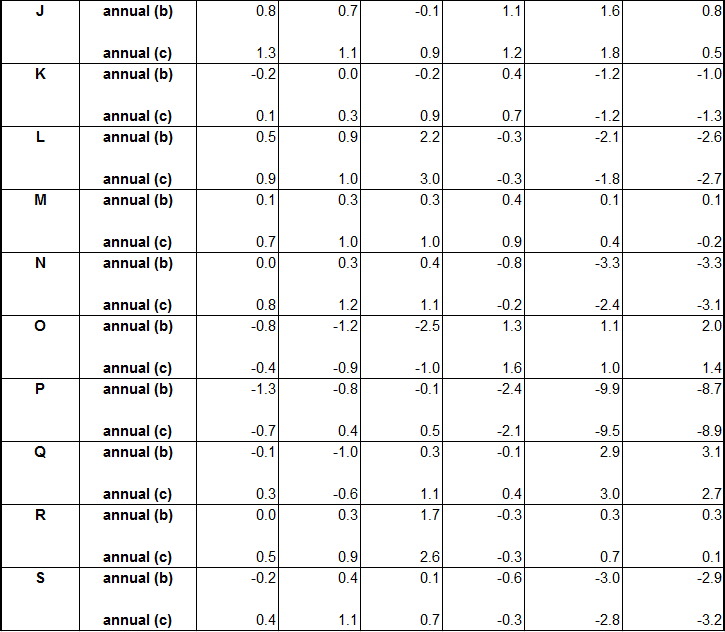 J annual (b) 0.8 0.7 -0.1 1.1 1.6 0.8
annual (c) 1.3 1.1 0.9 1.2 1.8 0.5
K annual (b) -0.2 0.0 -0.2 0.4 -1.2 -1.0
annual (c) 0.1 0.3 0.9 0.7 -1.2 -1.3
L annual (b) 0.5 0.9 2.2 -0.3 -2.1 -2.6
annual (c) 0.9 1.0 3.0 -0.3 -1.8 -2.7
M annual (b) 0.1 0.3 0.3 0.4 0.1 0.1
annual (c) 0.7 1.0 1.0 0.9 0.4 -0.2
N annual (b) 0.0 0.3 0.4 -0.8 -3.3 -3.3
annual (c) 0.8 1.2 1.1 -0.2 -2.4 -3.1
O annual (b) -0.8 -1.2 -2.5 1.3 1.1 2.0
annual (c) -0.4 -0.9 -1.0 1.6 1.0 1.4
P annual (b) -1.3 -0.8 -0.1 -2.4 -9.9 -8.7
annual (c) -0.7 0.4 0.5 -2.1 -9.5 -8.9
Q annual (b) -0.1 -1.0 0.3 -0.1 2.9 3.1
annual (c) 0.3 -0.6 1.1 0.4 3.0 2.7
R annual (b) 0.0 0.3 1.7 -0.3 0.3 0.3
annual (c) 0.5 0.9 2.6 -0.3 0.7 0.1
S annual (b) -0.2 0.4 0.1 -0.6 -3.0 -2.9
annual (c) 0.4 1.1 0.7 -0.3 -2.8 -3.2